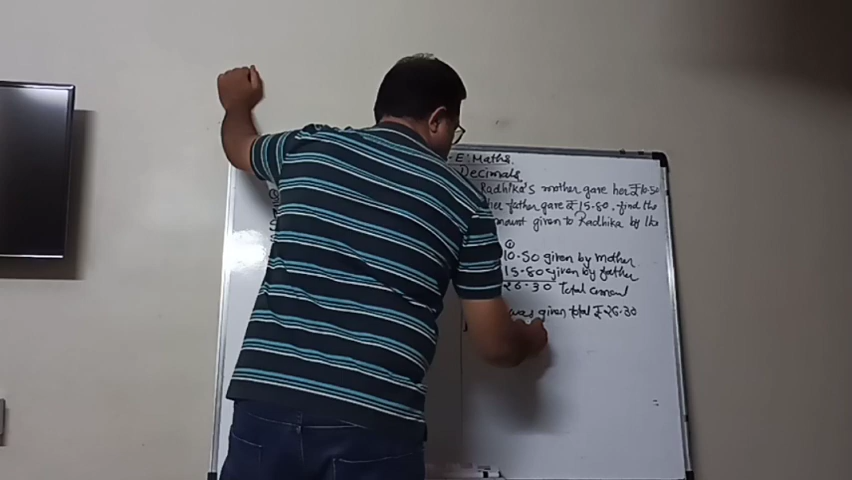 E: Maths.
Decimals
Radhika's mother gave her ₹10.50
her father gave ₹15.80. find the
amount given to Radhika by the
1
10.50 given by mother
15.80 given by father
26.30 Total amount
was given total ₹26.30